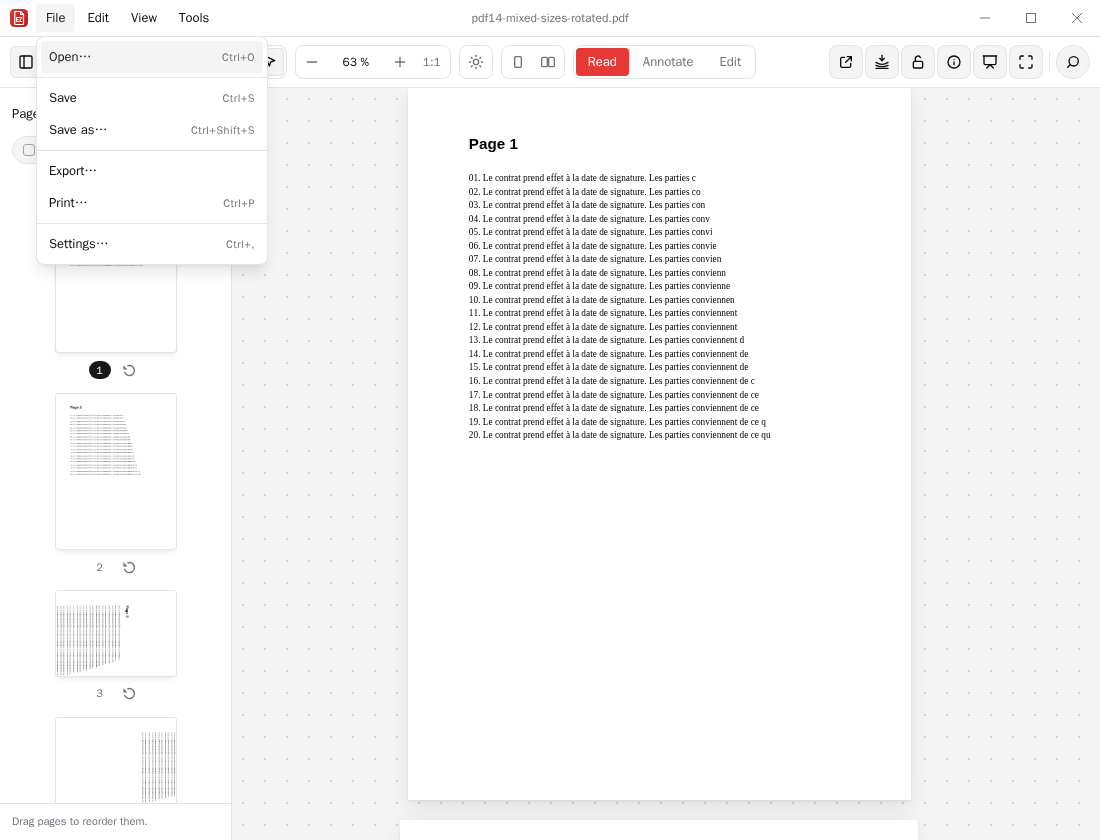 File Edit View Tools
pdf14-mixed-sizes-rotated.pdf
Open… Ctrl+O
Save Ctrl+S
Save as… Ctrl+Shift+S
Export…
Print… Ctrl+P
Settings… Ctrl+,
63 % 1:1
Read Annotate Edit
Page
1
Page 2
2
3
Drag pages to reorder them.
Page 1
01. Le contrat prend effet à la date de signature. Les parties c
02. Le contrat prend effet à la date de signature. Les parties co
03. Le contrat prend effet à la date de signature. Les parties con
04. Le contrat prend effet à la date de signature. Les parties conv
05. Le contrat prend effet à la date de signature. Les parties convi
06. Le contrat prend effet à la date de signature. Les parties convie
07. Le contrat prend effet à la date de signature. Les parties convien
08. Le contrat prend effet à la date de signature. Les parties convienn
09. Le contrat prend effet à la date de signature. Les parties convienne
10. Le contrat prend effet à la date de signature. Les parties conviennen
11. Le contrat prend effet à la date de signature. Les parties conviennent
12. Le contrat prend effet à la date de signature. Les parties conviennent
13. Le contrat prend effet à la date de signature. Les parties conviennent d
14. Le contrat prend effet à la date de signature. Les parties conviennent de
15. Le contrat prend effet à la date de signature. Les parties conviennent de
16. Le contrat prend effet à la date de signature. Les parties conviennent de c
17. Le contrat prend effet à la date de signature. Les parties conviennent de ce
18. Le contrat prend effet à la date de signature. Les parties conviennent de ce
19. Le contrat prend effet à la date de signature. Les parties conviennent de ce q
20. Le contrat prend effet à la date de signature. Les parties conviennent de ce qu